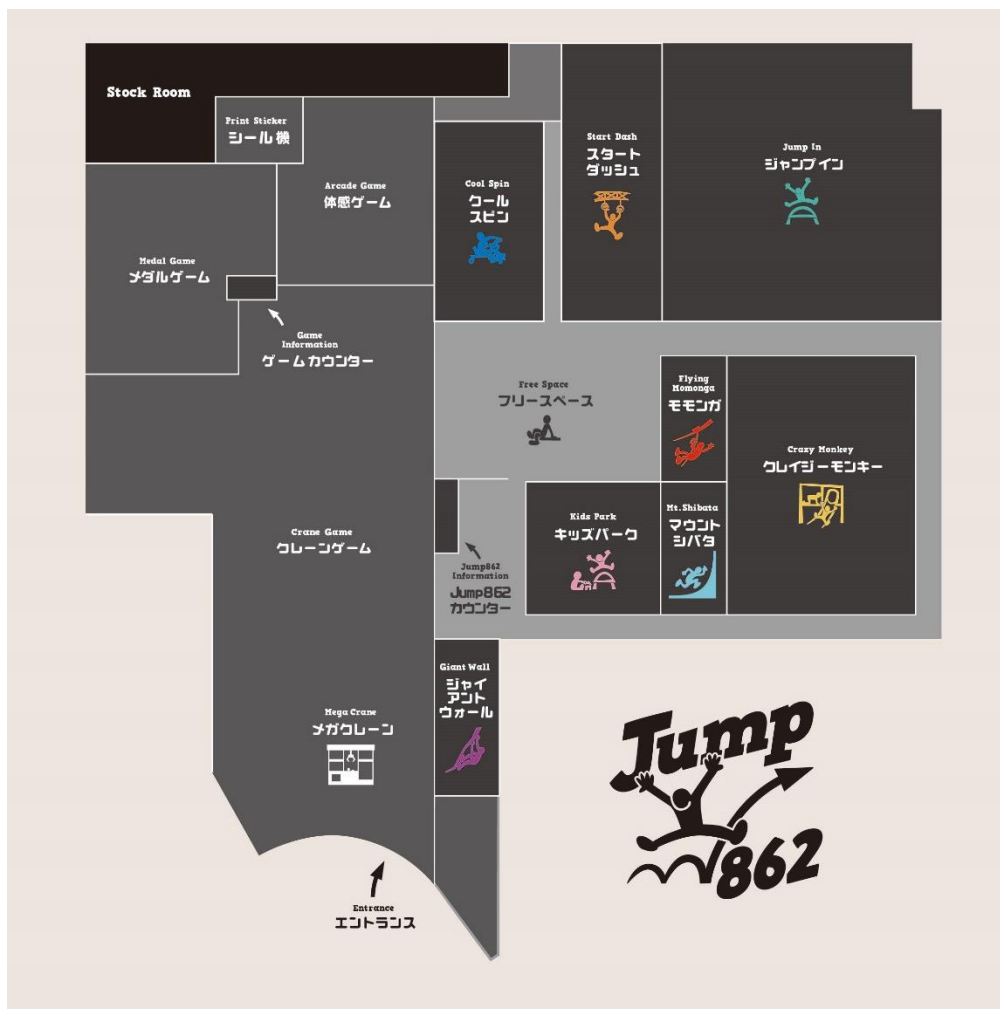 Stock Room
Print Sticker
シール機
Arcade Game
体感ゲーム
Medal Game
メダルゲーム
Game
Information
ゲームカウンター
Cool Spin
クール
スピン
Start Dash
スタート
ダッシュ
Jump In
ジャンプイン
Free Space
フリースペース
Flying
Momonga
モモンガ
Crazy Monkey
クレイジーモンキー
Kids Park
キッズパーク
Mt.Shibata
マウント
シバタ
Crane Game
クレーンゲーム
Jump862
Information
Jump862
カウンター
Giant Wall
ジャイ
アント
ウォール
Mega Crane
メガクレーン
Entrance
エントランス
Jump
862